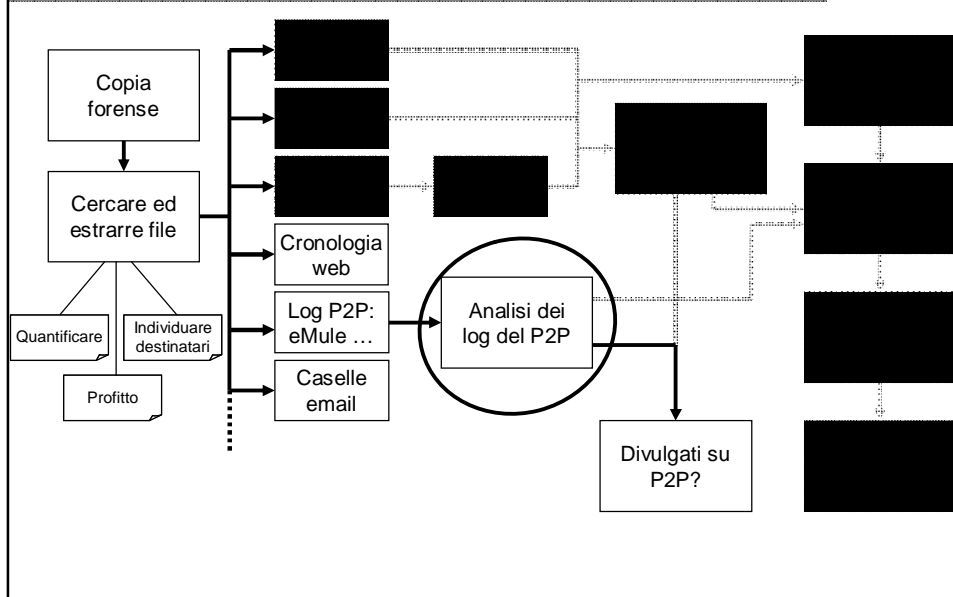 Copia
forense
Cercare ed
estrarre file
Quantificare
Individuare
destinatari
Profitto
Cronologia
web
Log P2P:
eMule …
Caselle
email
Analisi dei
log del P2P
Divulgati su
P2P?